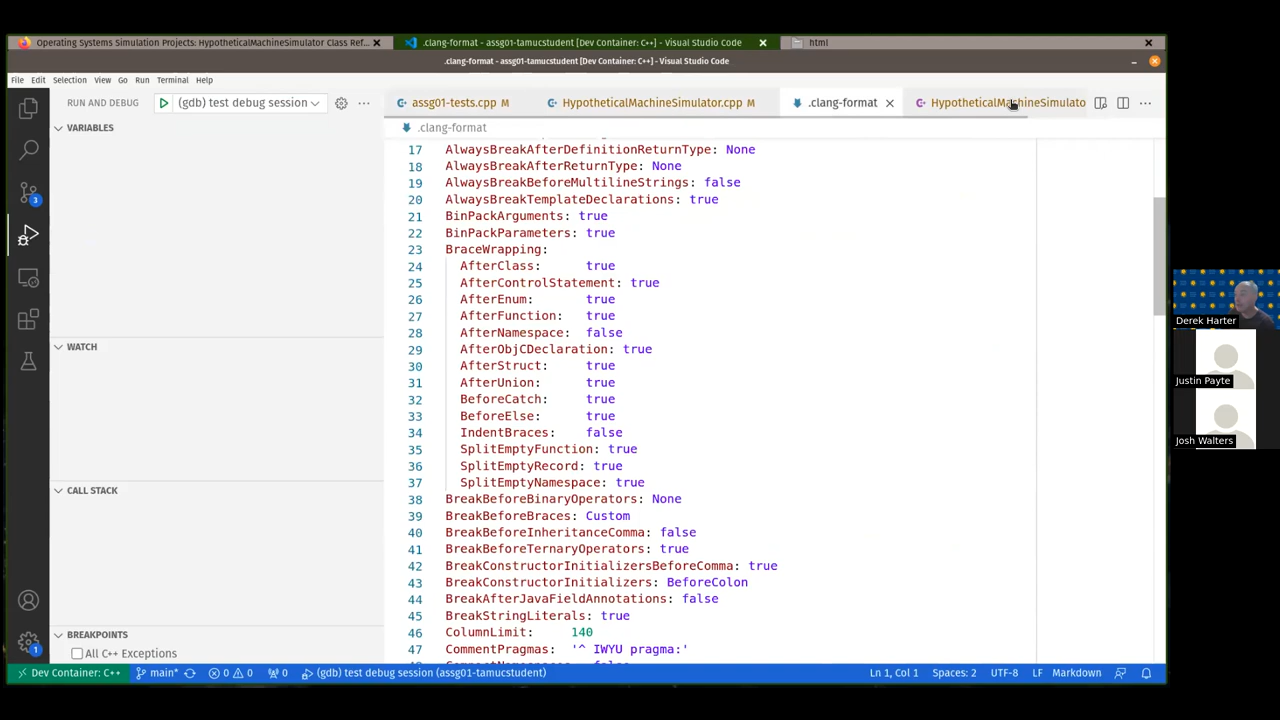 Operating Systems Simulation Projects: HypotheticalMachineSimulator Class Ref...
.clang-format - assg01-tamucstudent [Dev Container: C++] - Visual Studio Code
html
.clang-format - assg01-tamucstudent [Dev Container: C++] - Visual Studio Code
File Edit Selection View Go Run Terminal Help
RUN AND DEBUG (gdb) test debug session
assg01-tests.cpp M HypotheticalMachineSimulator.cpp M .clang-format HypotheticalMachineSimulato
VARIABLES
.clang-format
17 AlwaysBreakAfterDefinitionReturnType: None
18 AlwaysBreakAfterReturnType: None
19 AlwaysBreakBeforeMultilineStrings: false
20 AlwaysBreakTemplateDeclarations: true
21 BinPackArguments: true
22 BinPackParameters: true
23 BraceWrapping:
24 AfterClass: true
25 AfterControlStatement: true
26 AfterEnum: true
27 AfterFunction: true
28 AfterNamespace: false
29 AfterObjCDeclaration: true
30 AfterStruct: true
31 AfterUnion: true
32 BeforeCatch: true
33 BeforeElse: true
34 IndentBraces: false
35 SplitEmptyFunction: true
36 SplitEmptyRecord: true
37 SplitEmptyNamespace: true
38 BreakBeforeBinaryOperators: None
39 BreakBeforeBraces: Custom
40 BreakBeforeInheritanceComma: false
41 BreakBeforeTernaryOperators: true
42 BreakConstructorInitializersBeforeComma: true
43 BreakConstructorInitializers: BeforeColon
44 BreakAfterJavaFieldAnnotations: false
45 BreakStringLiterals: true
46 ColumnLimit: 140
47 CommentPragmas: '^ IWYU pragma:'
WATCH
CALL STACK
BREAKPOINTS
All C++ Exceptions
3
1
Dev Container: C++ main* 0 0 0 (gdb) test debug session (assg01-tamucstudent) Ln 1, Col 1 Spaces: 2 UTF-8 LF Markdown
Derek Harter
Justin Payte
Josh Walters